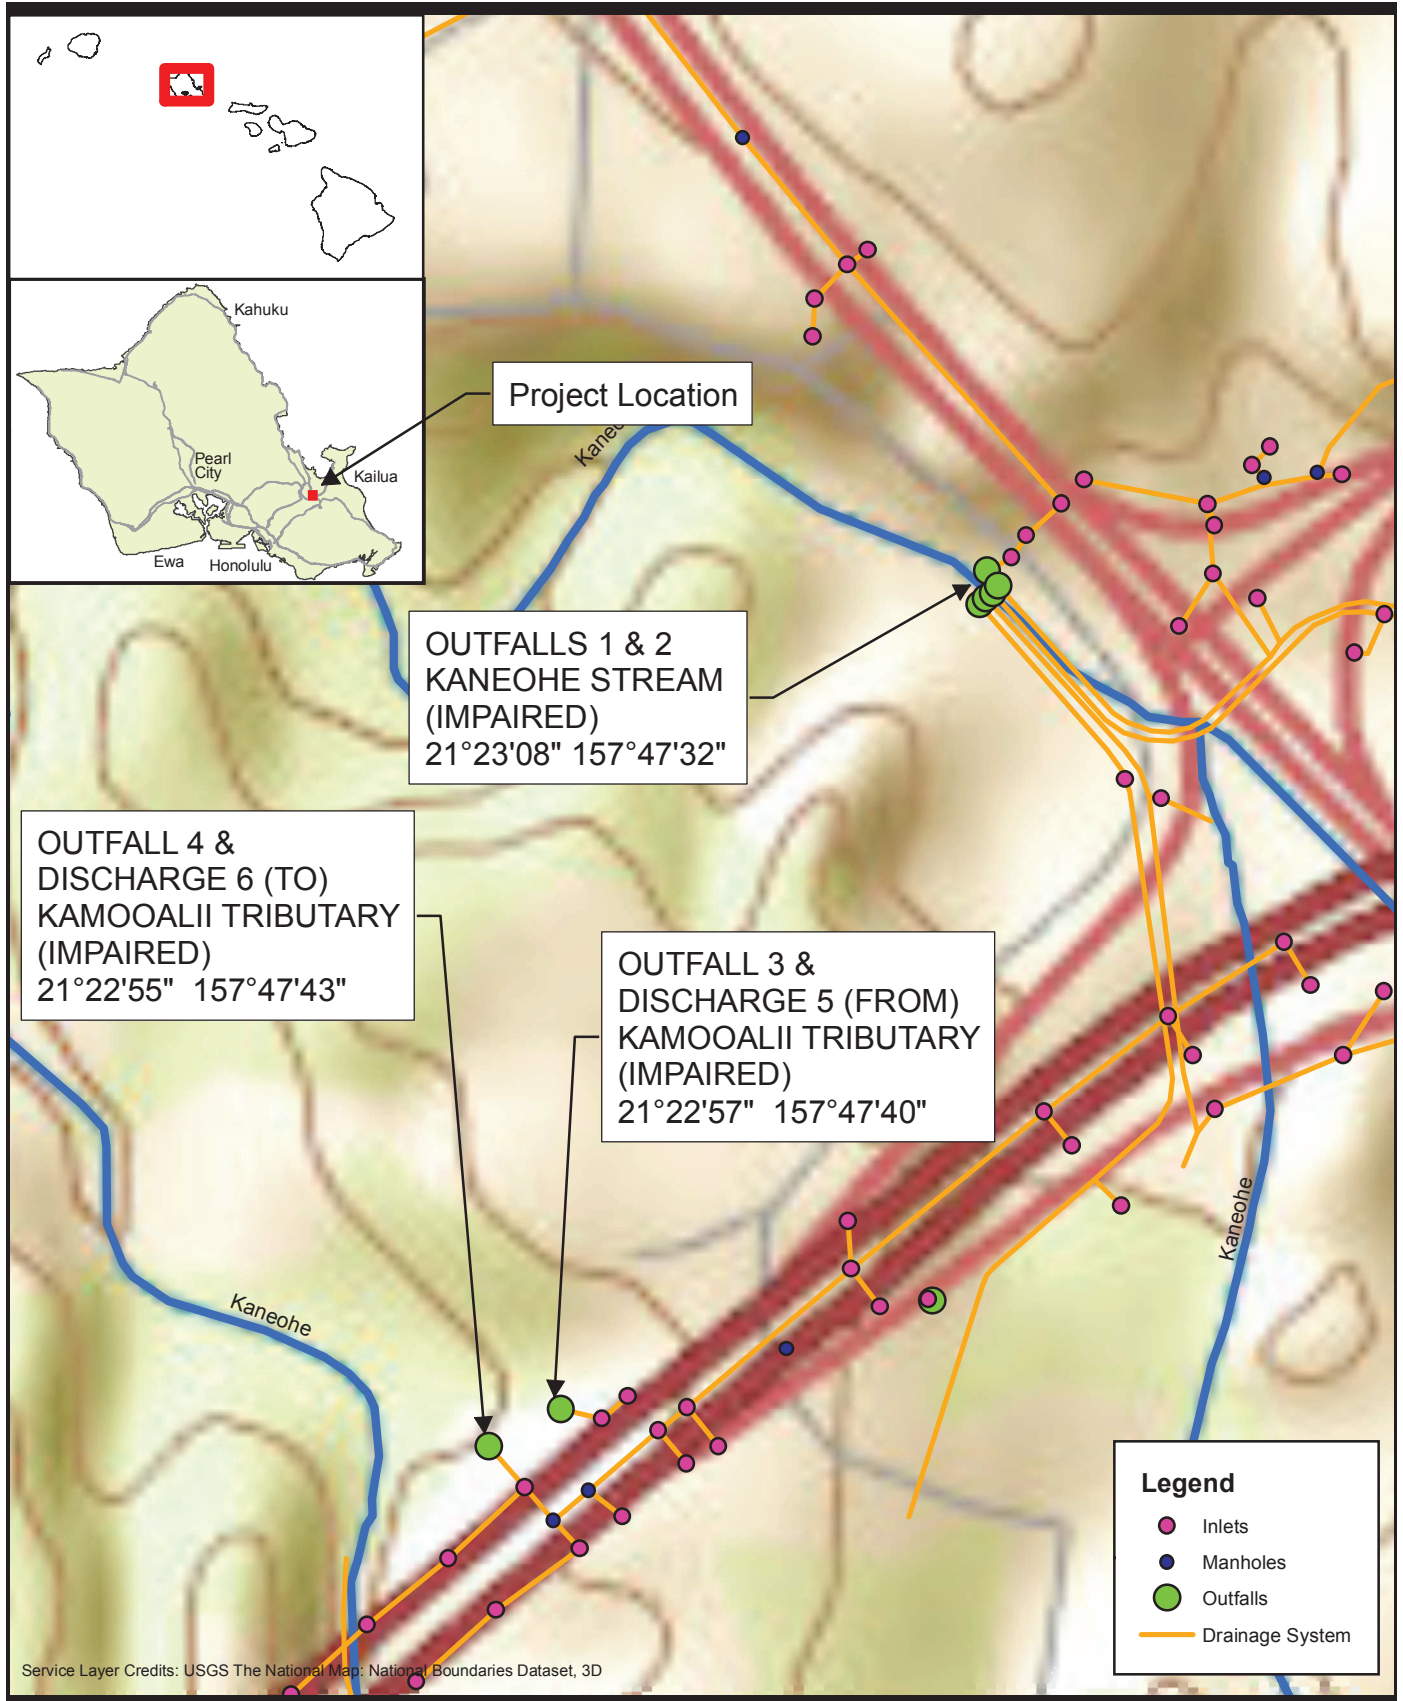 Kahuku
Project Location
Pearl
City
Kailua
Ewa
Honolulu
OUTFALLS 1 & 2
KANEOHE STREAM
(IMPAIRED)
21°23'08" 157°47'32"
OUTFALL 4 &
DISCHARGE 6 (TO)
KAMOOALII TRIBUTARY
(IMPAIRED)
21°22'55" 157°47'43"
OUTFALL 3 &
DISCHARGE 5 (FROM)
KAMOOALII TRIBUTARY
(IMPAIRED)
21°22'57" 157°47'40"
Kaneohe
Kaneohe
Legend
Inlets
Manholes
Outfalls
Drainage System
Service Layer Credits: USGS The National Map: National Boundaries Dataset, 3D